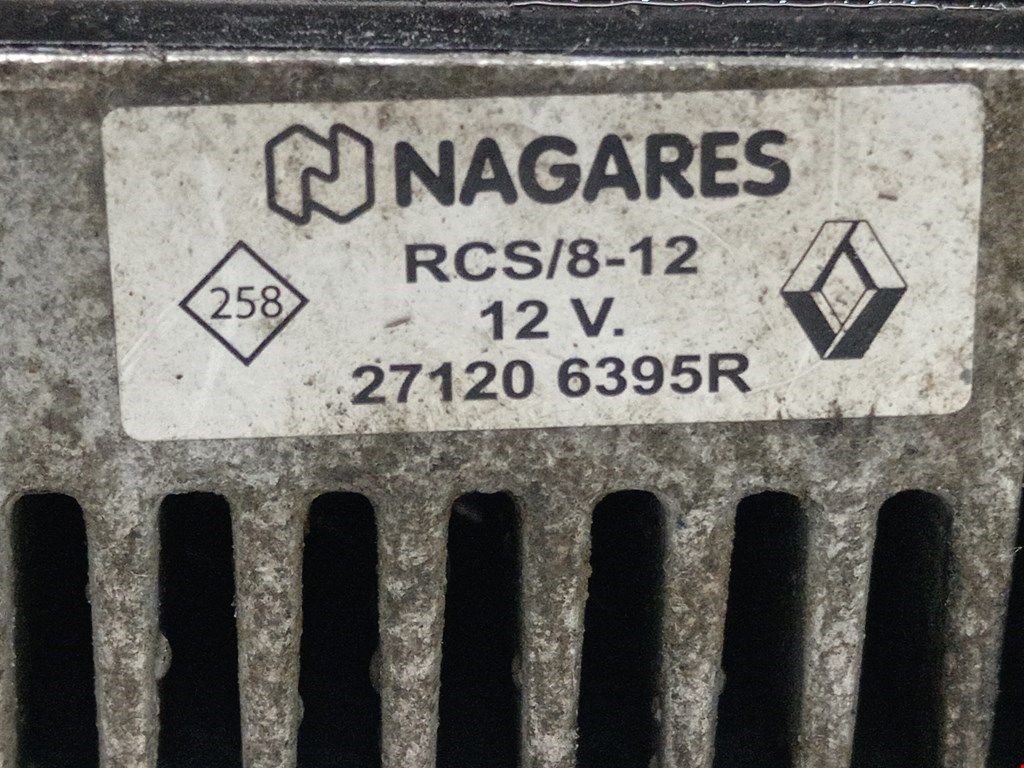 NAGARES
RCS/8-12
258
12 V.
27120 6395R